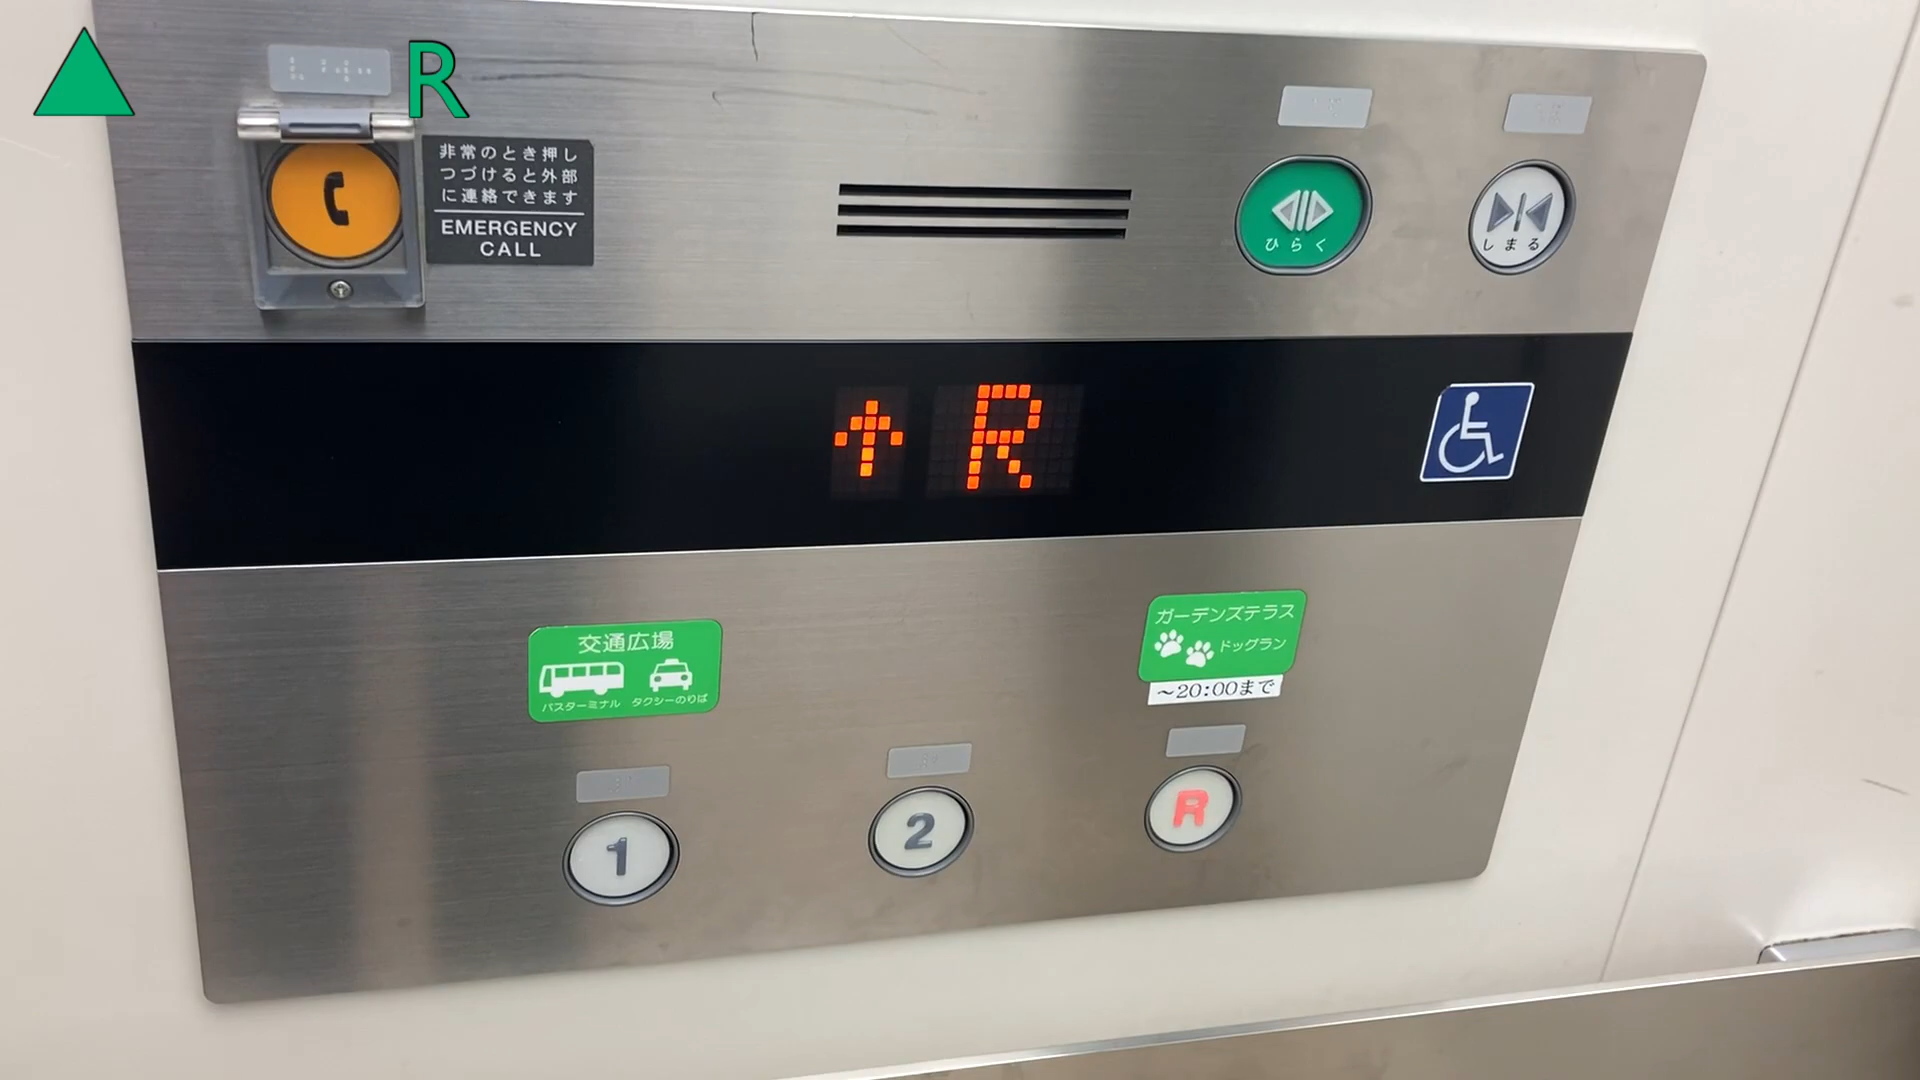 R
非常のとき押し
つづけると外部
に連絡できます
EMERGENCY
CALL
ひらく
しまる
R
交通広場
バスターミナル タクシーのりば
ガーデンズテラス
ドッグラン
~20:00まで
1
2
R